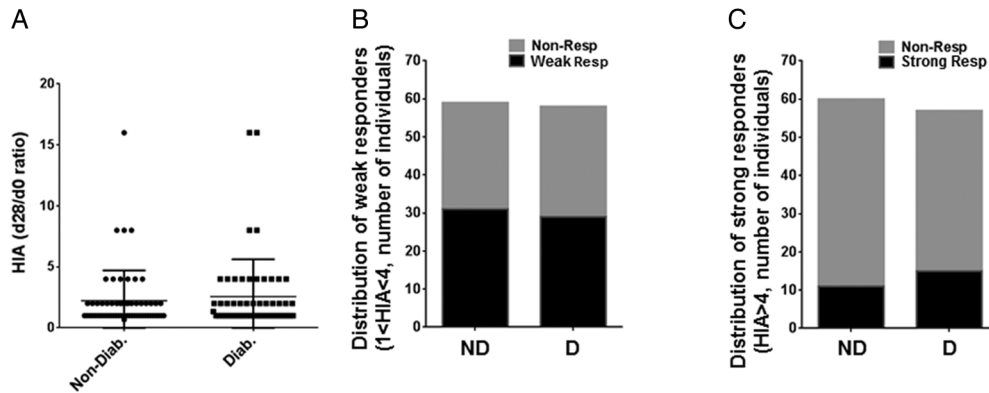 A
HIA (d28/d0 ratio)
20
15
10
5
0
Non-Diab.
Diab.
B
Distribution of weak responders
(1<HIA<4, number of individuals)
Non-Resp
Weak Resp
70
60
50
40
30
20
10
0
ND
D
C
Distribution of strong responders
(HIA>4, number of individuals)
Non-Resp
Strong Resp
70
60
50
40
30
20
10
0
ND
D